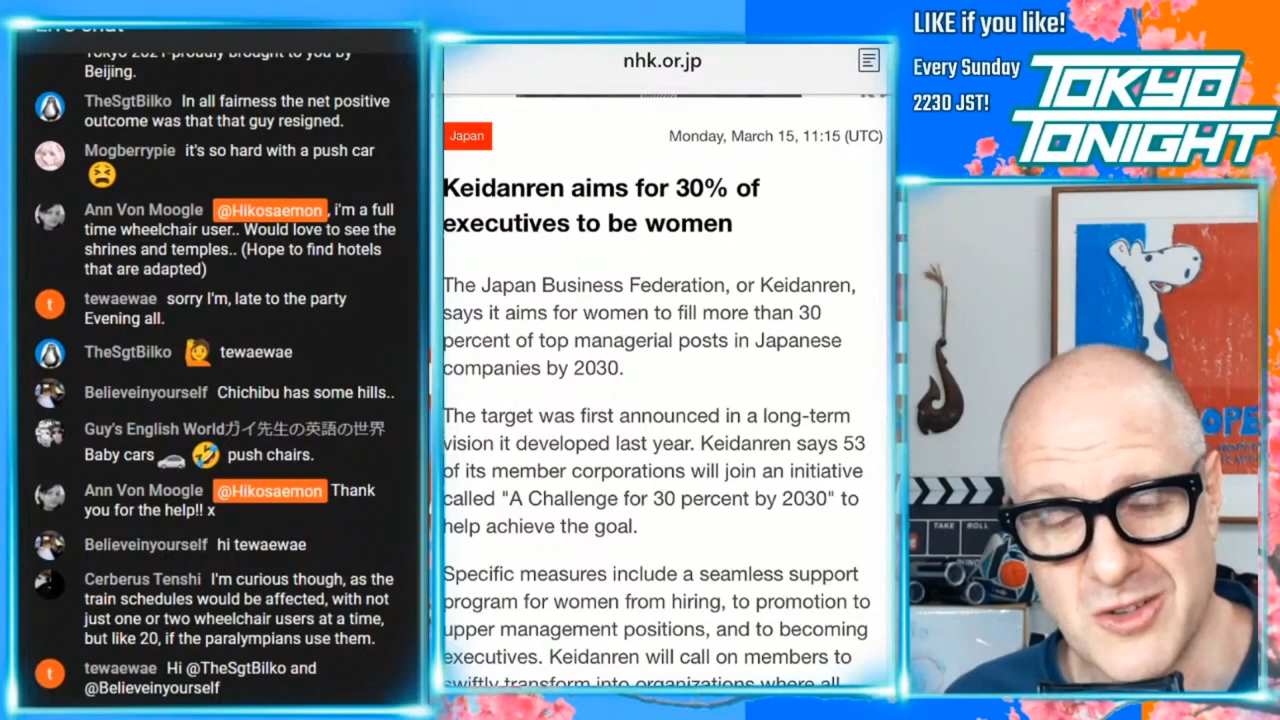 Live chat
Tokyo 2021 proudly brought to you by
Beijing.
TheSgtBilko In all fairness the net positive
outcome was that that guy resigned.
Mogberrypie it's so hard with a push car
Ann Von Moogle @Hikosaemon, i'm a full
time wheelchair user.. Would love to see the
shrines and temples.. (Hope to find hotels
that are adapted)
tewaewae sorry I'm, late to the party
Evening all.
TheSgtBilko tewaewae
Believeinyourself Chichibu has some hills..
Guy's English Worldガイ先生の英語の世界
Baby cars push chairs.
Ann Von Moogle @Hikosaemon Thank
you for the help!! x
Believeinyourself hi tewaewae
Cerberus Tenshi I'm curious though, as the
train schedules would be affected, with not
just one or two wheelchair users at a time,
but like 20, if the paralympians use them.
tewaewae Hi @TheSgtBilko and
@Believeinyourself
nhk.or.jp
Japan
Monday, March 15, 11:15 (UTC)
Keidanren aims for 30% of
executives to be women
The Japan Business Federation, or Keidanren,
says it aims for women to fill more than 30
percent of top managerial posts in Japanese
companies by 2030.
The target was first announced in a long-term
vision it developed last year. Keidanren says 53
of its member corporations will join an initiative
called "A Challenge for 30 percent by 2030" to
help achieve the goal.
Specific measures include a seamless support
program for women from hiring, to promotion to
upper management positions, and to becoming
executives. Keidanren will call on members to
swiftly transform into organizations where all
LIKE if you like!
Every Sunday
2230 JST!
TOKYO
TONIGHT
TAKE ROLL
OPE